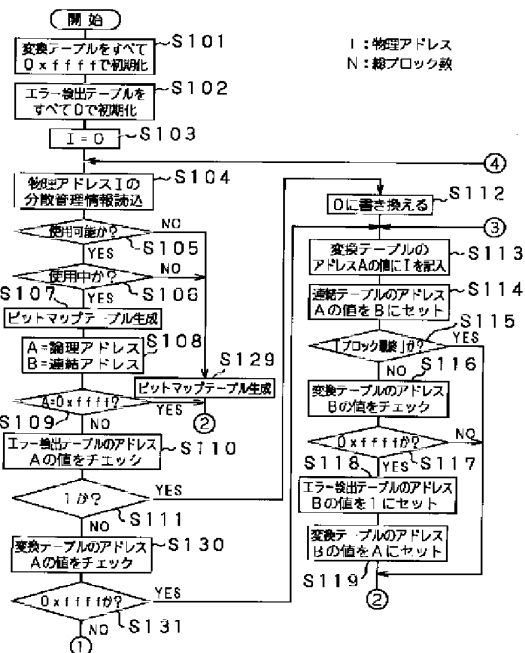 開始
I:物理アドレス
N:総ブロック数
変換テーブルをすべて
0xffffで初期化
S101
エラー検出テーブルを
すべて0で初期化
S102
I=0
S103
④
物理アドレスIの
分散管理情報読込
S104
使用可能か?
NO
S105
YES
使用中か?
NO
S106
YES
S107
ビットマップテーブル生成
A=論理アドレス
B=連結アドレス
S108
S129
ビットマップテーブル生成
②
A=0xffff?
YES
S109
NO
エラー検出テーブルのアドレス
Aの値をチェック
S110
1か?
YES
S111
NO
変換テーブルのアドレス
Aの値をチェック
S130
0xffffか?
YES
S131
NO
①
0に書き換える
S112
③
変換テーブルの
アドレスAの値にIを記入
S113
連結テーブルのアドレス
Aの値をBにセット
S114
「ブロック最終」か?
S115
YES
NO
S116
変換テーブルのアドレス
Bの値をチェック
0xffffか?
NO
S117
YES
S118
エラー検出テーブルのアドレス
Bの値を1にセット
変換テーブルのアドレス
Bの値をAにセット
S119
②